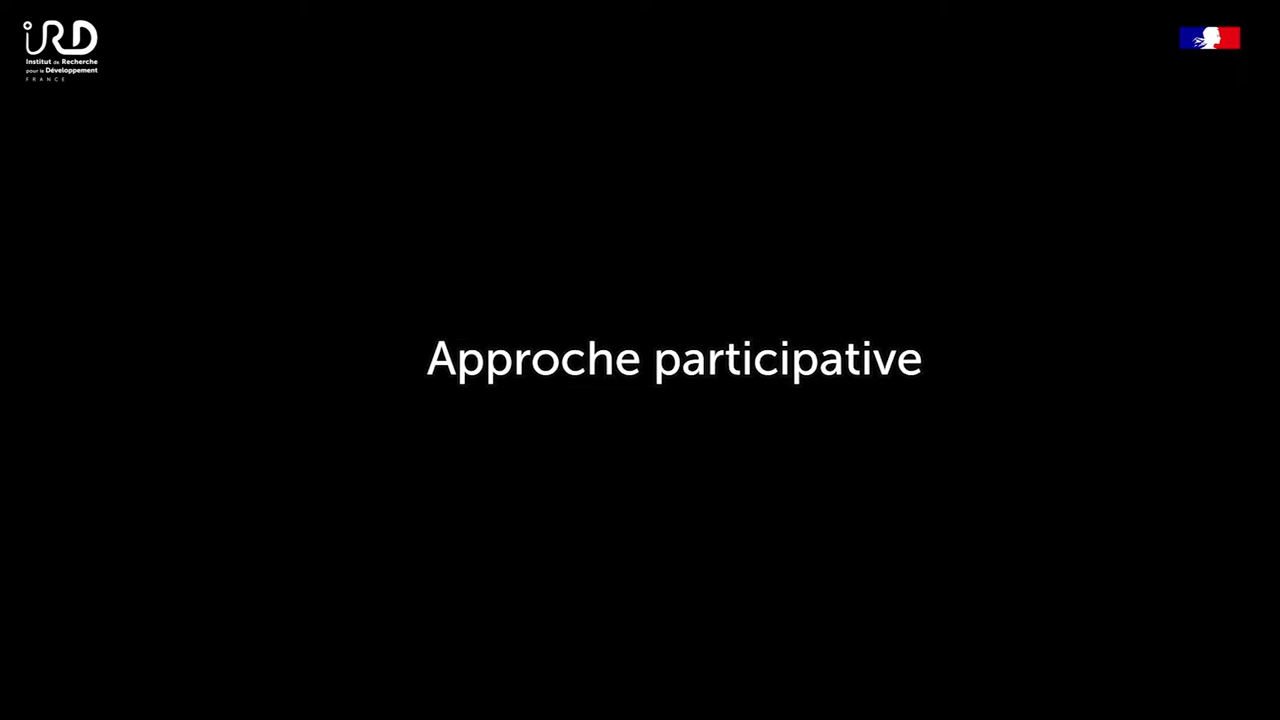 iRD
Institut de Recherche
pour le Développement
FRANCE
Approche participative